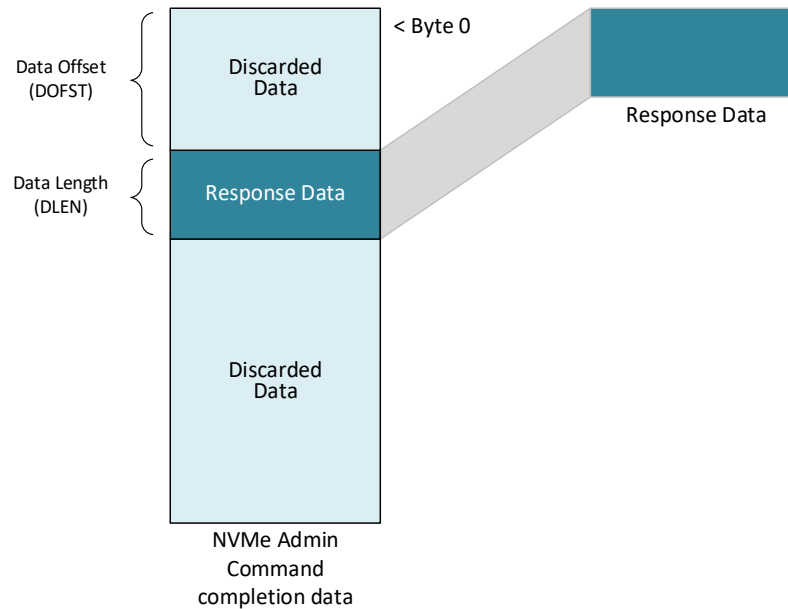 < Byte 0
Data Offset
(DOFST)
Discarded
Data
Response Data
Data Length
(DLEN)
Response Data
Discarded
Data
NVMe Admin
Command
completion data